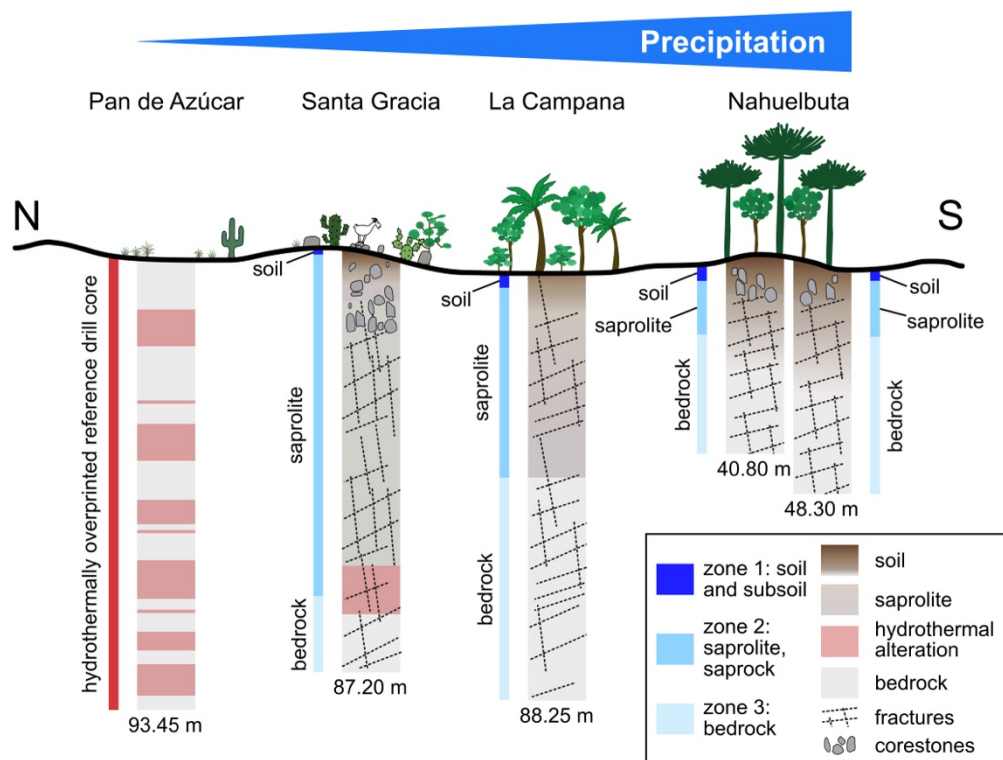 Precipitation
Pan de Azúcar
Santa Gracia
La Campana
Nahuelbuta
N
S
hydrothermally overprinted reference drill core
93.45 m
soil
saprolite
bedrock
87.20 m
soil
saprolite
bedrock
88.25 m
soil
saprolite
bedrock
40.80 m
48.30 m
soil
saprolite
bedrock
zone 1: soil
and subsoil
zone 2:
saprolite,
saprock
zone 3:
bedrock
soil
saprolite
hydrothermal
alteration
bedrock
fractures
corestones